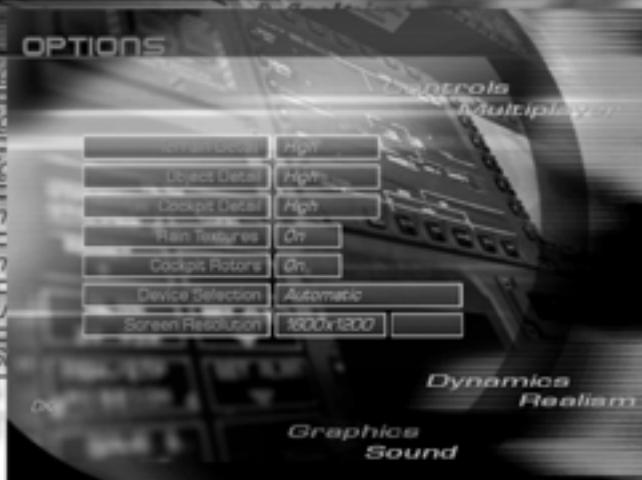 OPTIONS
Controls
Multiplayer
Terrain Detail High
Object Detail High
Cockpit Detail High
Rain Textures On
Cockpit Rotors On
Device Selection Automatic
Screen Resolution 1600x1200
Dynamics
Realism
Graphics
Sound